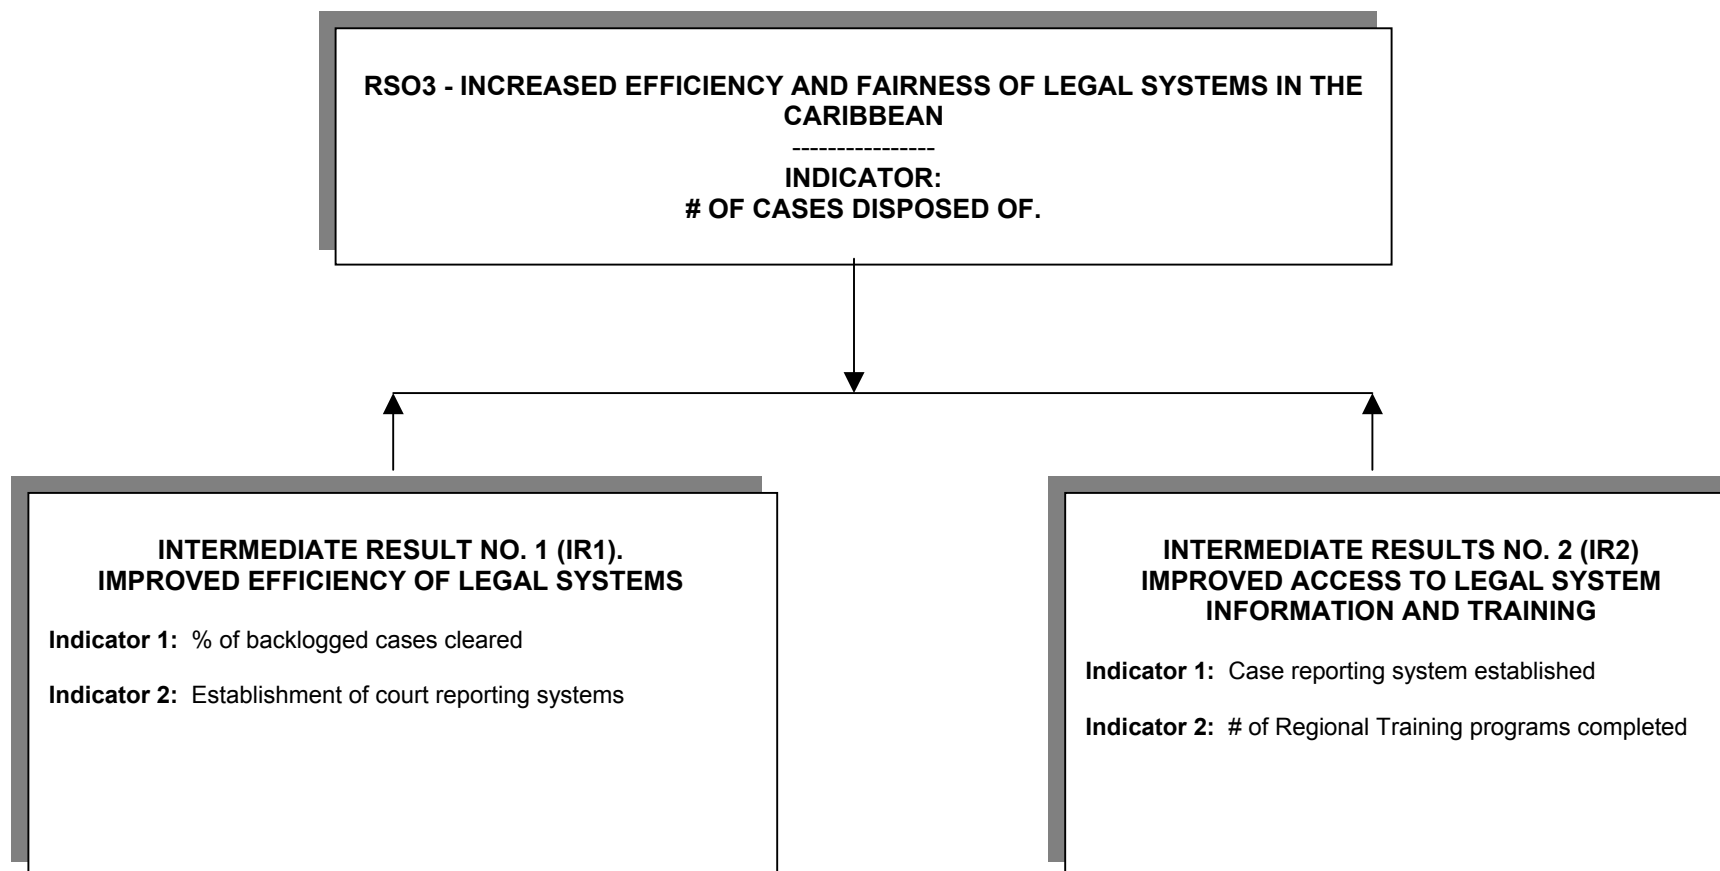 RSO3 - INCREASED EFFICIENCY AND FAIRNESS OF LEGAL SYSTEMS IN THE
CARIBBEAN
----------------
INDICATOR:
# OF CASES DISPOSED OF.
INTERMEDIATE RESULT NO. 1 (IR1).
IMPROVED EFFICIENCY OF LEGAL SYSTEMS
Indicator 1: % of backlogged cases cleared
Indicator 2: Establishment of court reporting systems
INTERMEDIATE RESULTS NO. 2 (IR2)
IMPROVED ACCESS TO LEGAL SYSTEM
INFORMATION AND TRAINING
Indicator 1: Case reporting system established
Indicator 2: # of Regional Training programs completed